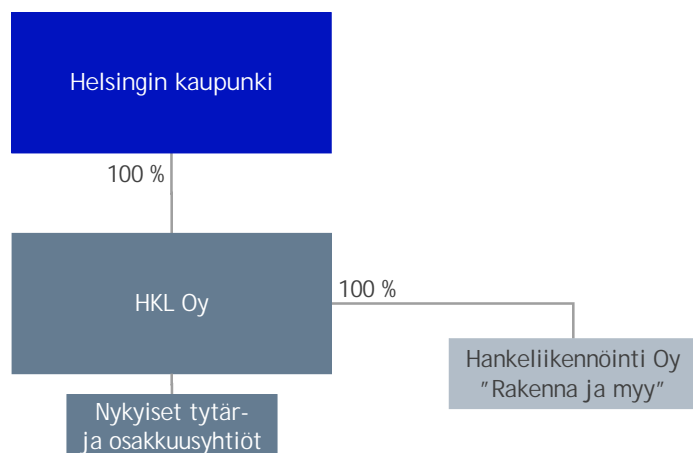 Helsingin kaupunki
100 %
HKL Oy
100 %
Hankeliikennöinti Oy
"Rakenna ja myy"
Nykyiset tytär-
ja osakkuusyhtiöt